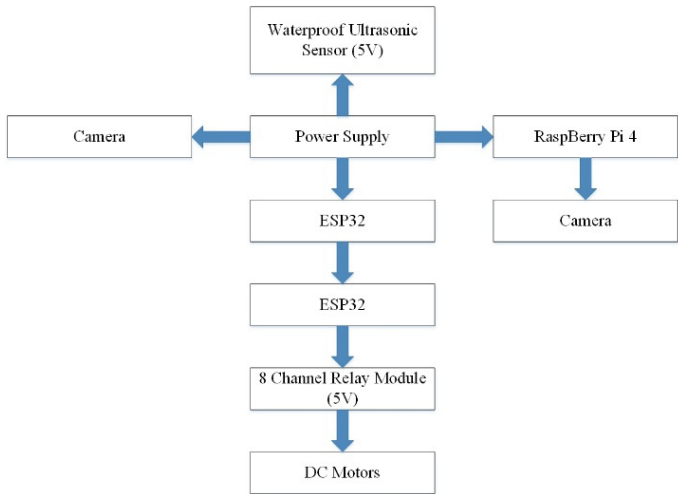 Waterproof Ultrasonic
Sensor (5V)
Camera
Power Supply
RaspBerry Pi 4
ESP32
Camera
ESP32
8 Channel Relay Module
(5V)
DC Motors